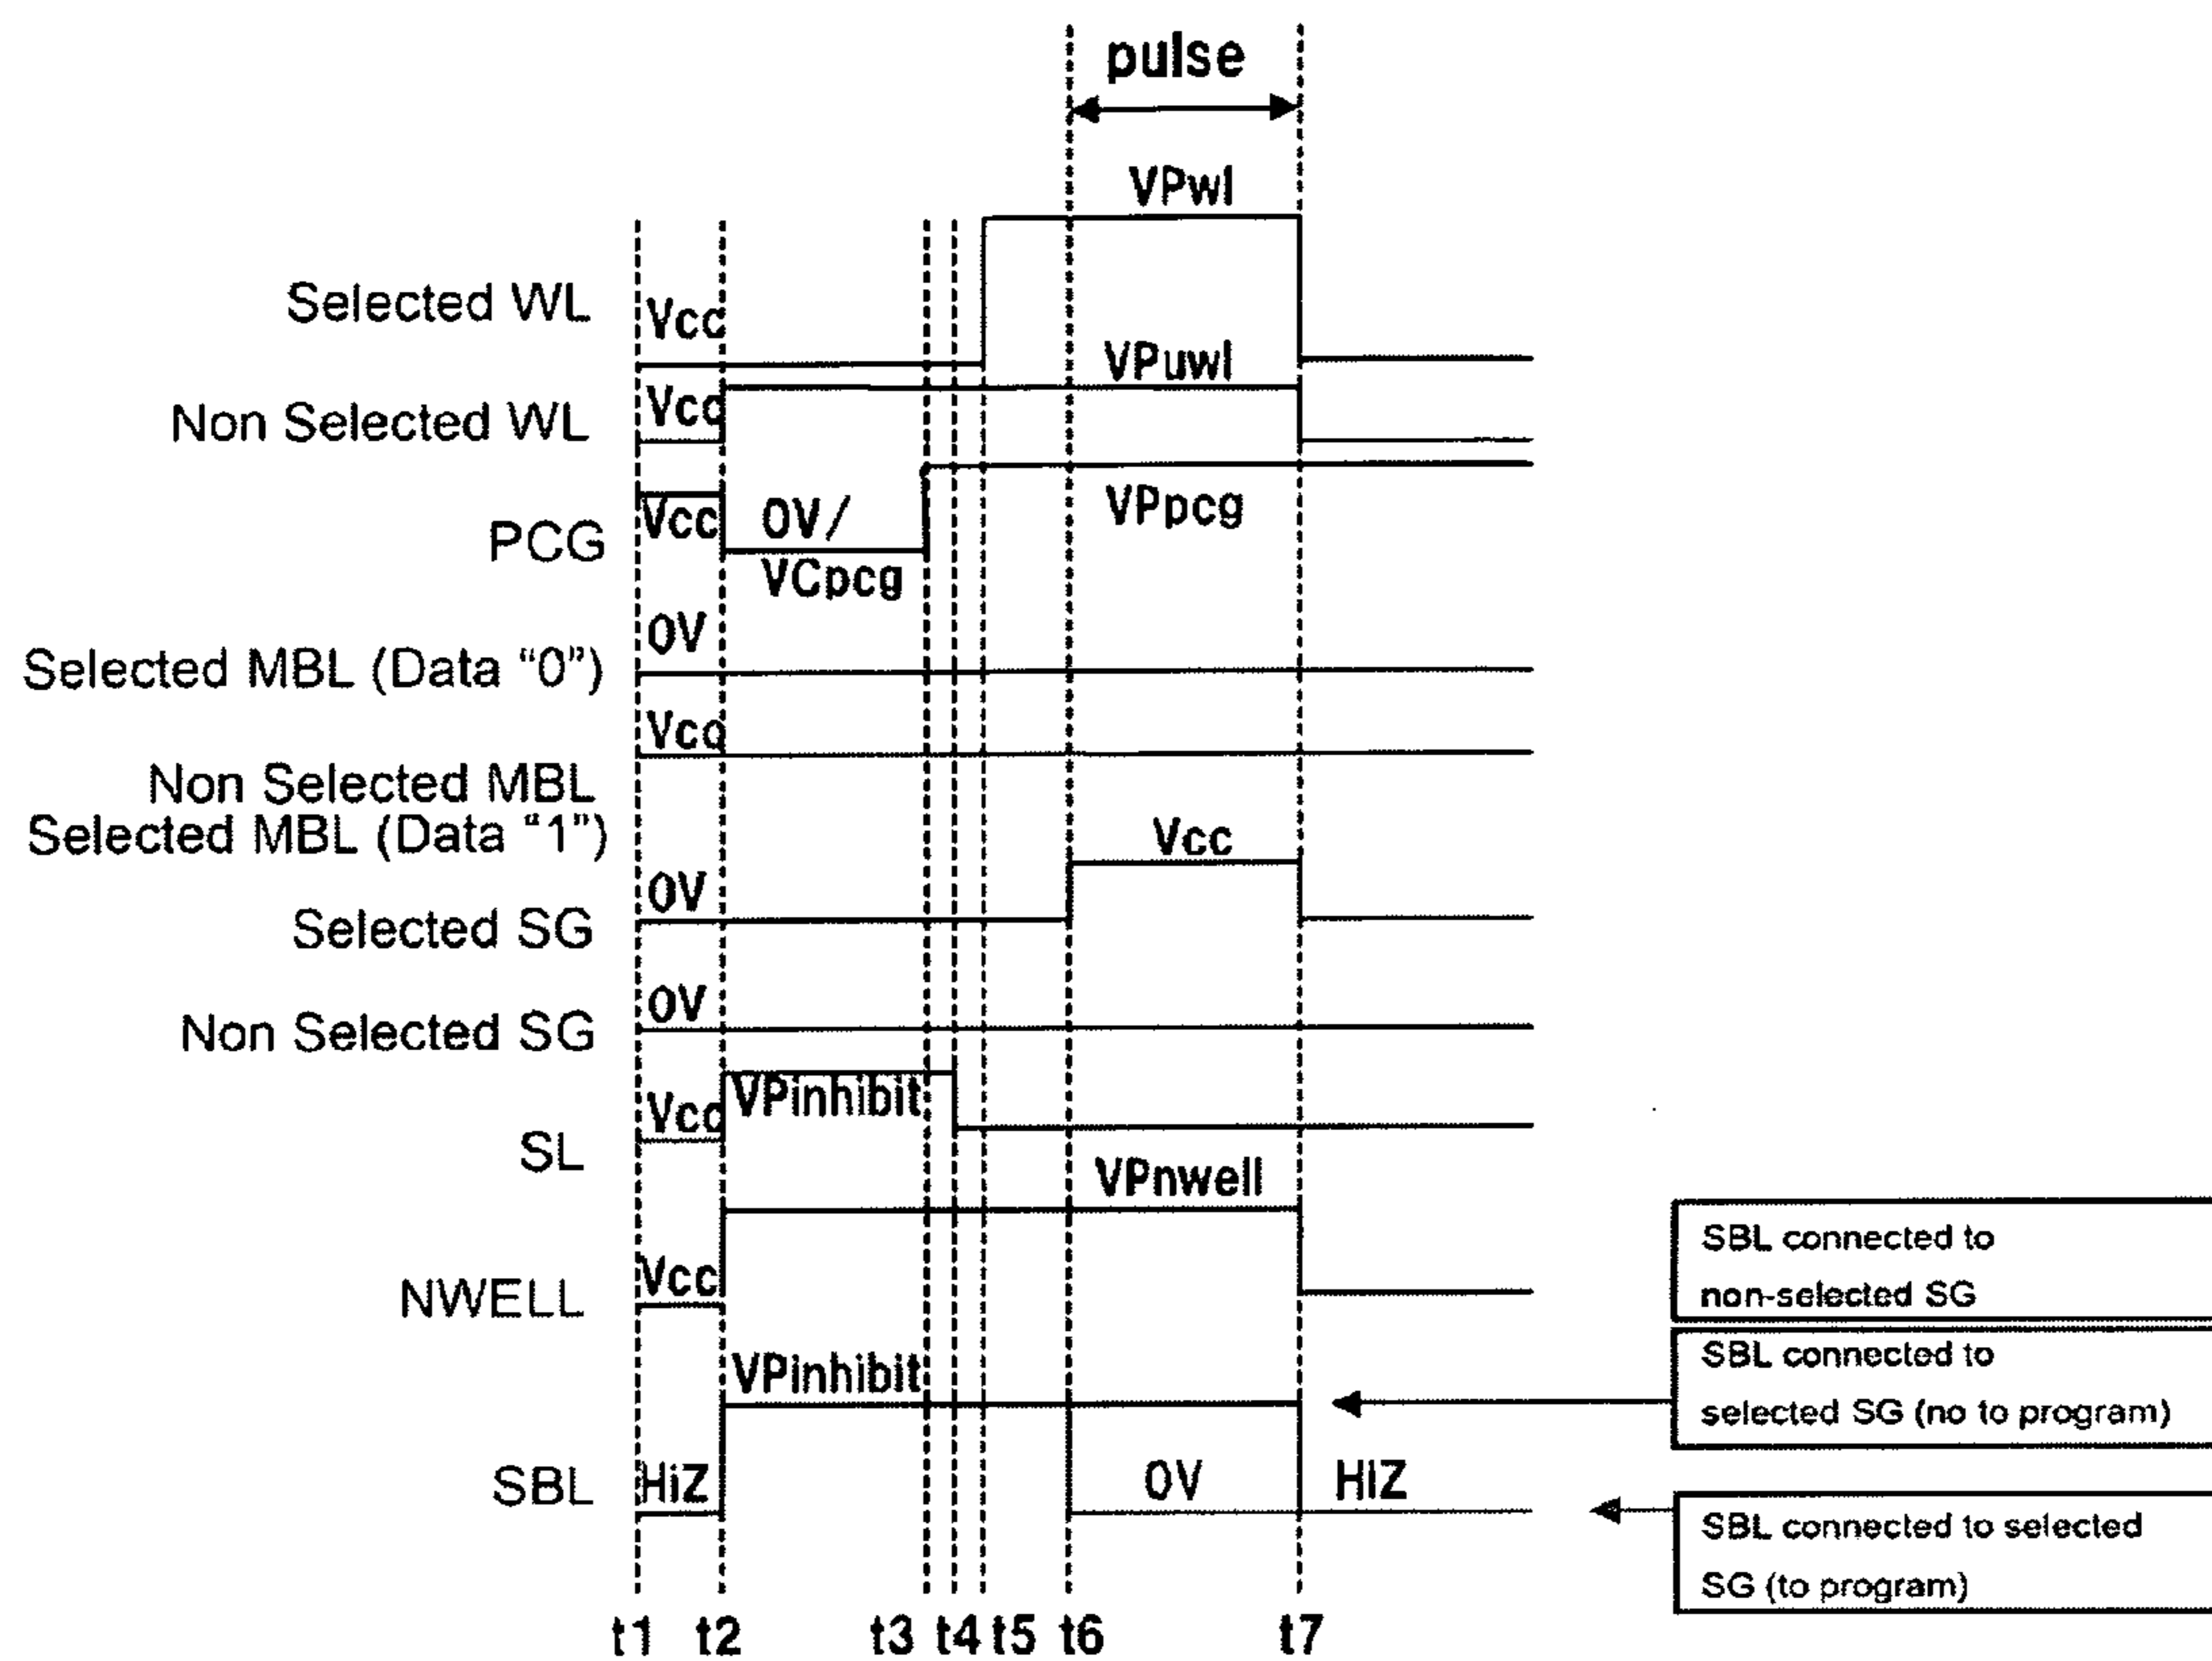 pulse
VPwl
Selected WL
Vcc
VPuwl
Non Selected WL
Vcc
PCG
Vcc
0V/
VCpcg
VPpcg
0V
Selected MBL (Data "0")
Vcc
Non Selected MBL
Selected MBL (Data "1")
Vcc
0V
Selected SG
0V
Non Selected SG
VPinhibit
Vcc
SL
VPnwell
Vcc
NWELL
VPinhibit
SBL
HiZ
0V
HiZ
SBL connected to
non-selected SG
SBL connected to
selected SG (no to program)
SBL connected to selected
SG (to program)
t1 t2 t3 t4 t5 t6 t7